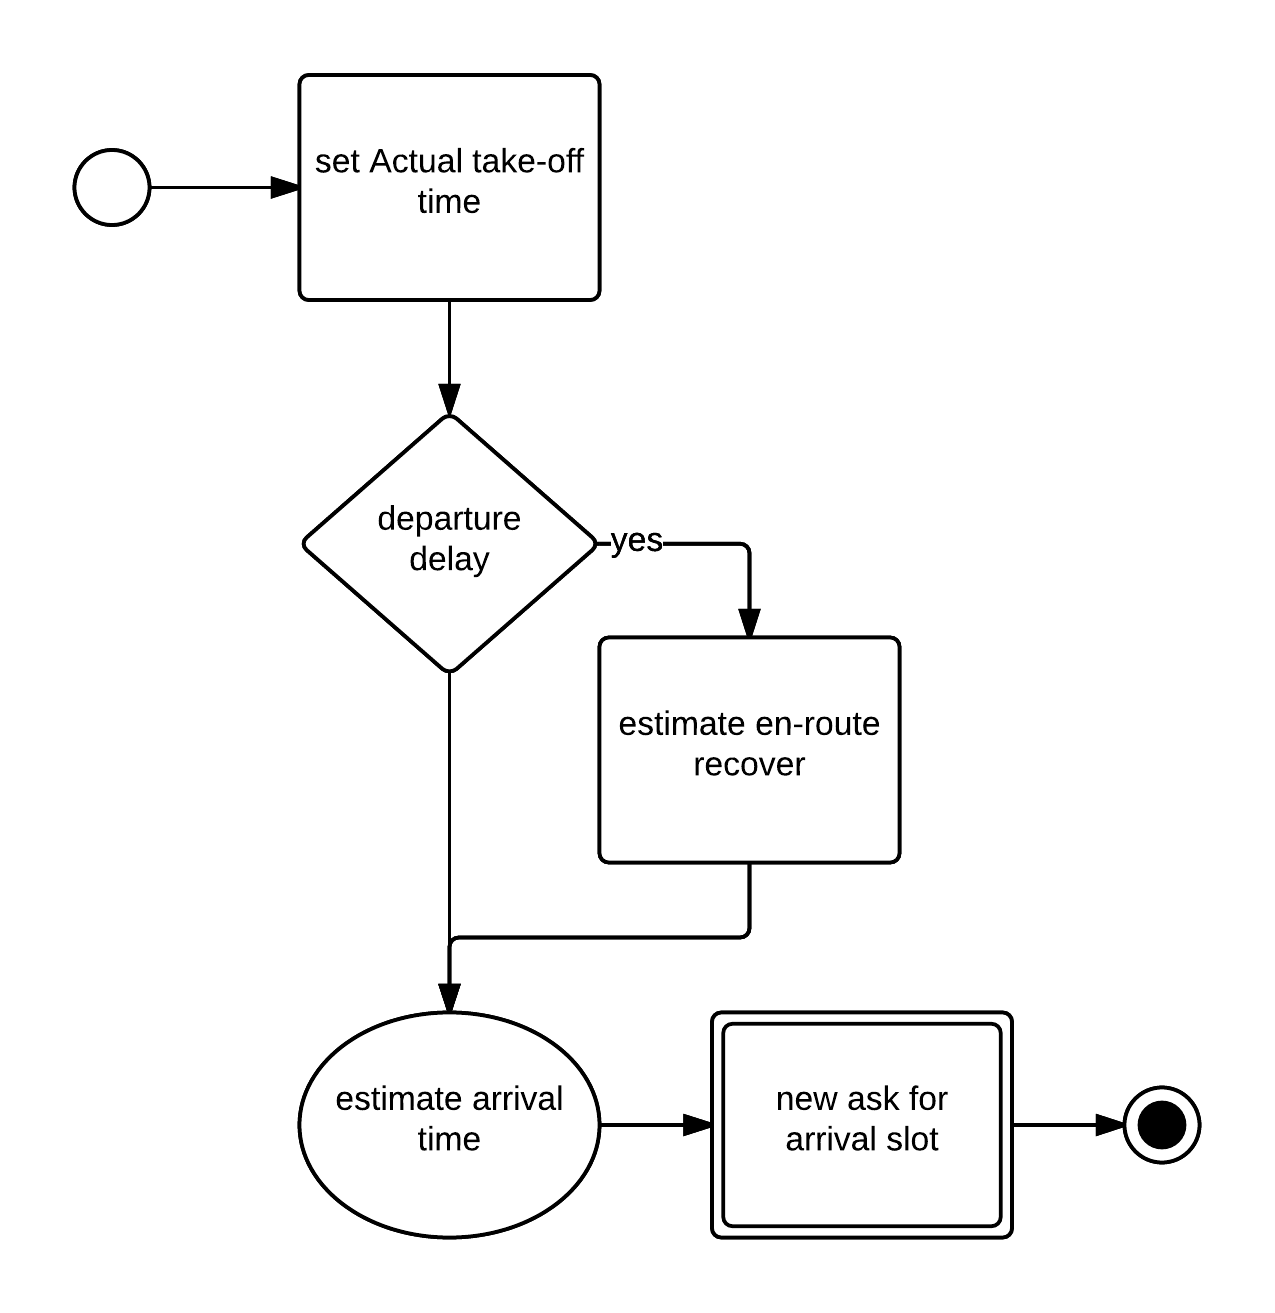 set Actual take-off
time
departure
delay
yes
estimate en-route
recover
estimate arrival
time
new ask for
arrival slot